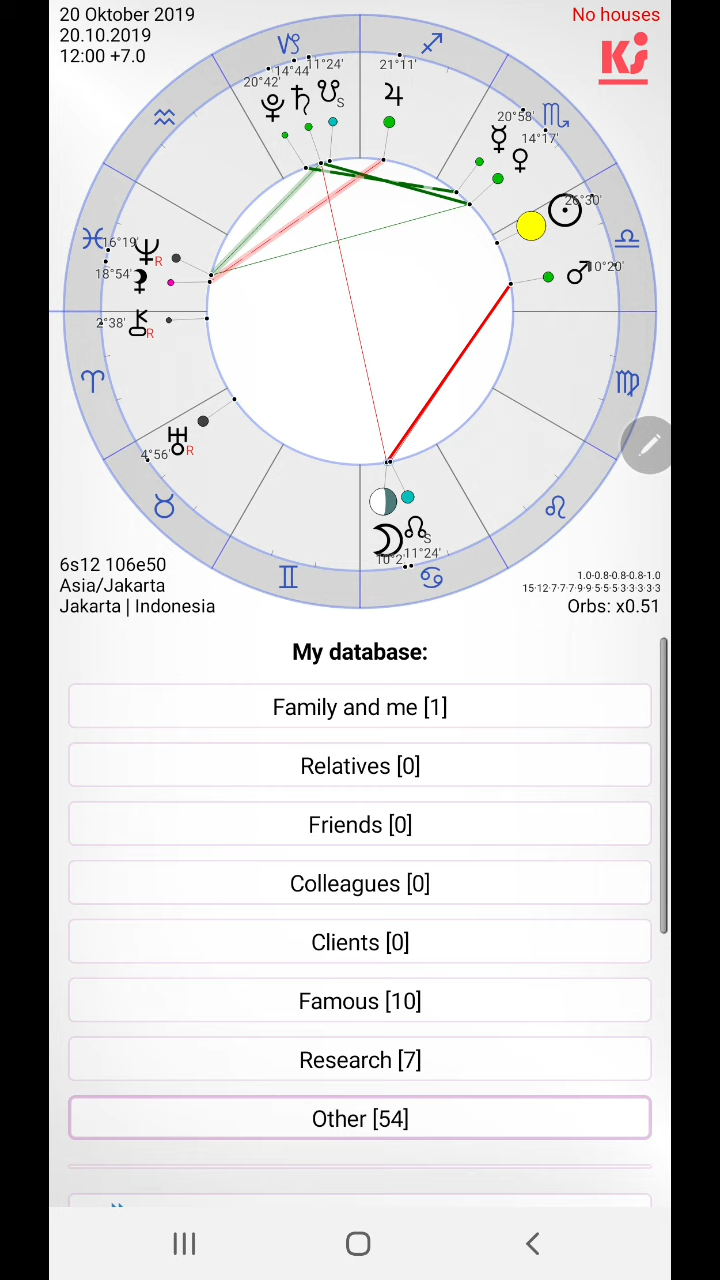 20 Oktober 2019
20.10.2019
12:00 +7.0
No houses
KS
20°42'
14°44'
11°24'
S
21°11'
20°58'
14°17'
26°30'
16°19'
R
18°54'
2°38'
R
4°56'
R
S
11°24'
6s12 106e50
Asia/Jakarta
Jakarta | Indonesia
1.0-0.8-0.8-0.8-1.0
15·12·7·7·7·9·9·5·5·5·3·3·3·3·3
Orbs: x0.51
My database:
Family and me [1]
Relatives [0]
Friends [0]
Colleagues [0]
Clients [0]
Famous [10]
Research [7]
Other [54]